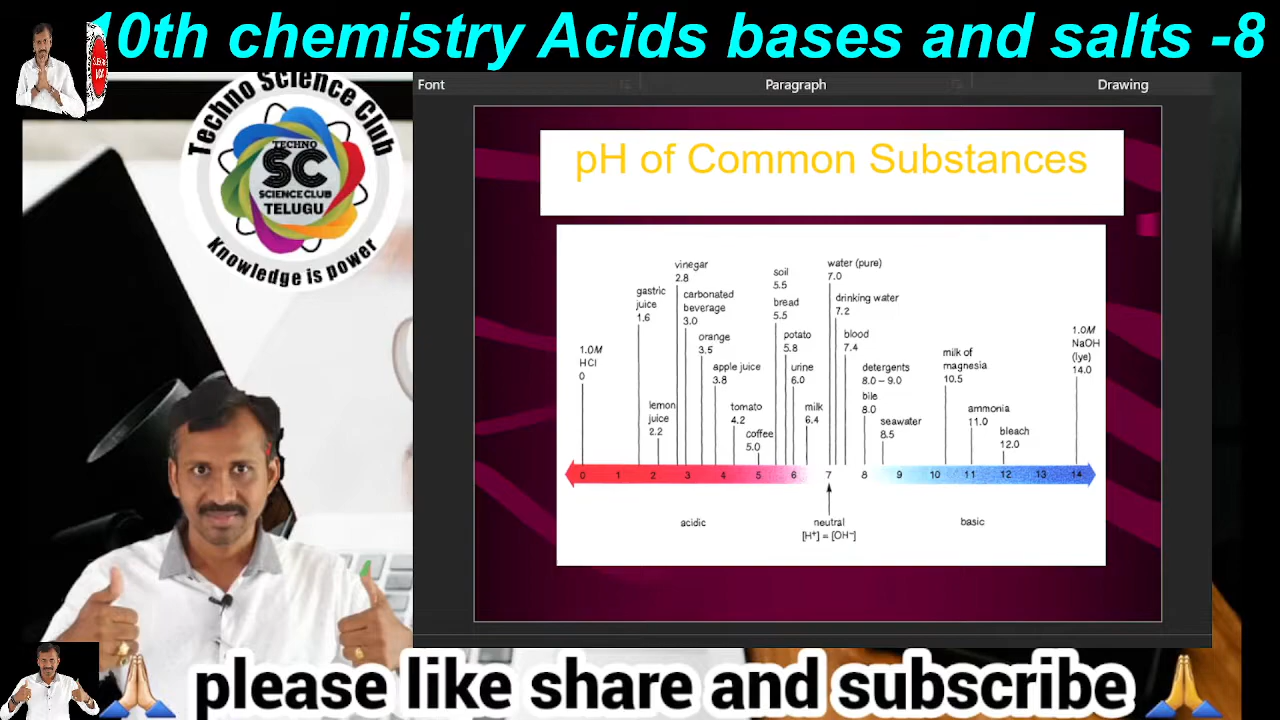 10th chemistry Acids bases and salts -8
Techno Science Club
TECHNO
SC
SCIENCE CLUB
TELUGU
Knowledge is power
Font
Paragraph
Drawing
pH of Common Substances
1.0M
HCl
0
gastric
juice
1.6
lemon
juice
2.2
vinegar
2.8
carbonated
beverage
3.0
orange
3.5
apple juice
3.8
tomato
4.2
coffee
5.0
soil
5.5
bread
5.5
potato
5.8
urine
6.0
milk
6.4
water (pure)
7.0
drinking water
7.2
blood
7.4
detergents
8.0 – 9.0
bile
8.0
seawater
8.5
milk of
magnesia
10.5
ammonia
11.0
bleach
12.0
1.0M
NaOH
(lye)
14.0
0 1 2 3 4 5 6 7 8 9 10 11 12 13 14
acidic
neutral
[H⁺] = [OH⁻]
basic
please like share and subscribe